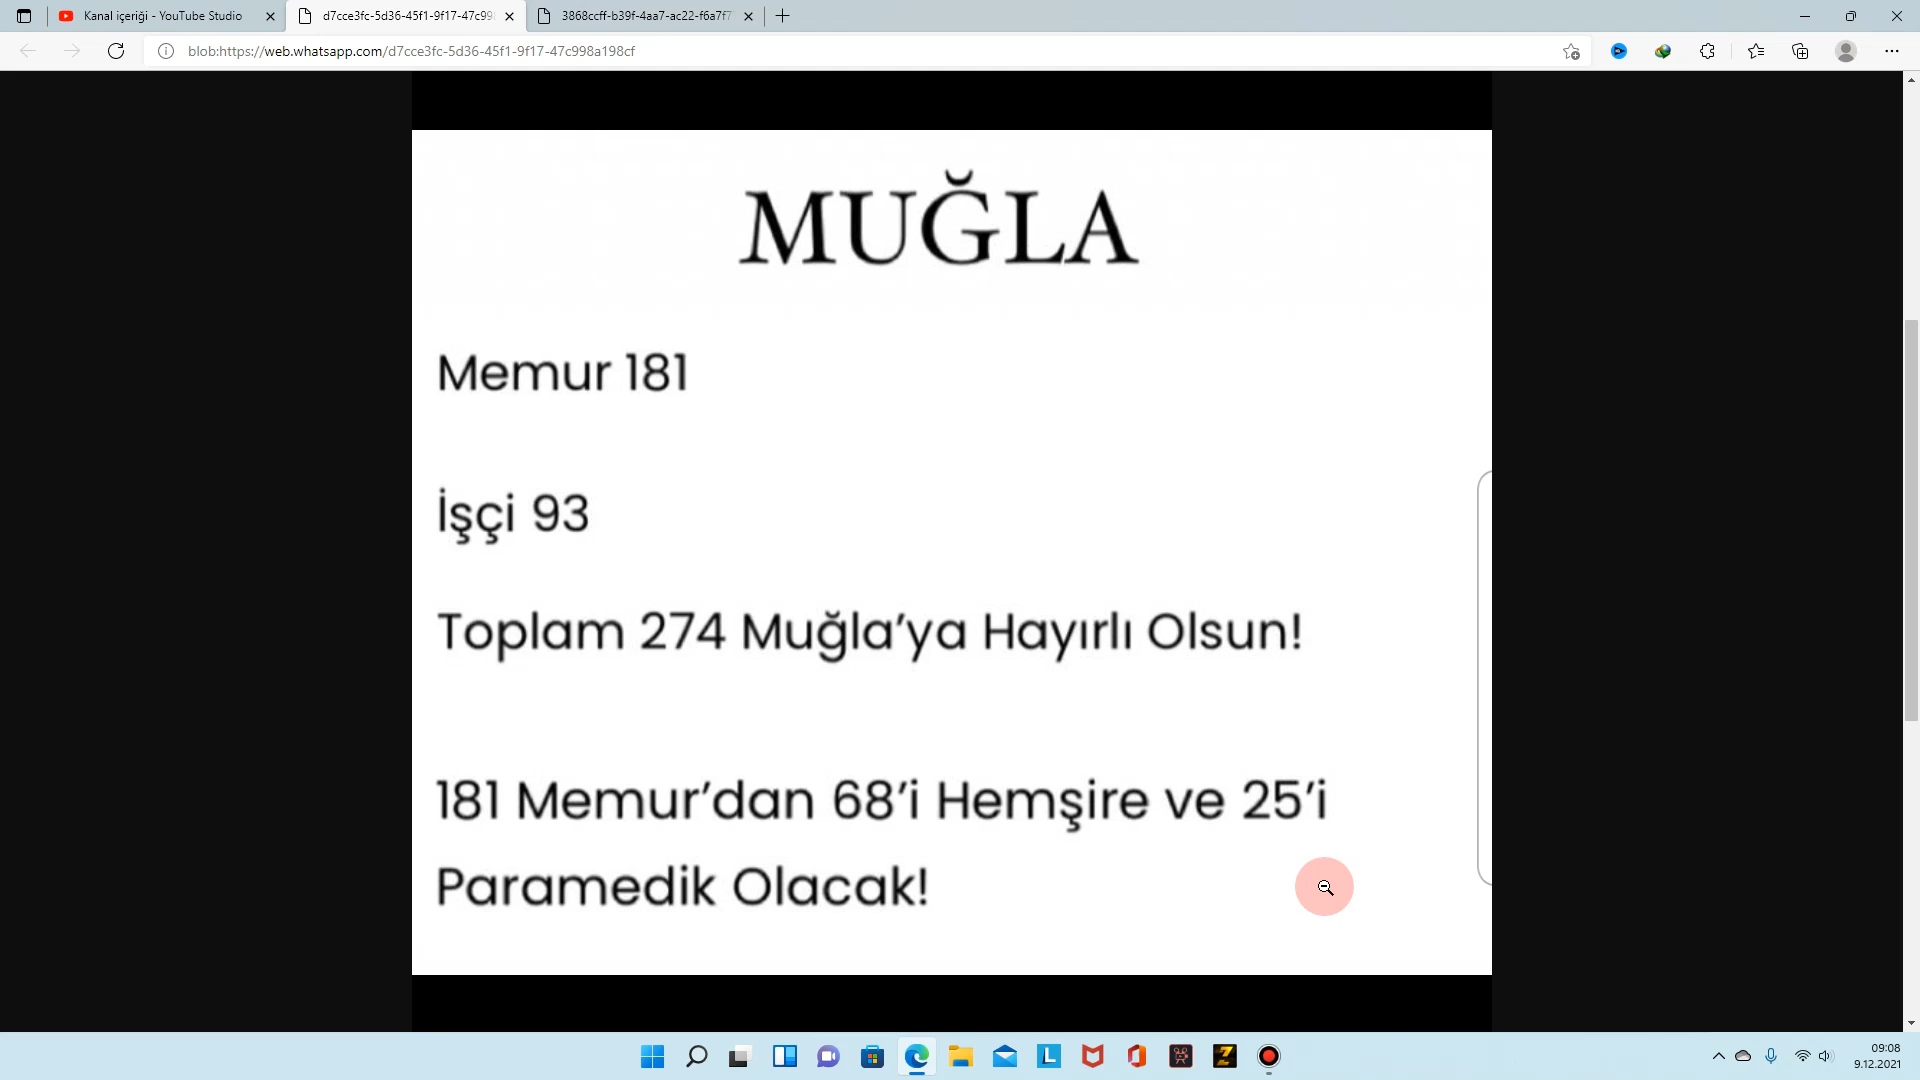 Kanal içeriği - YouTube Studio
d7cce3fc-5d36-45f1-9f17-47c99
3868ccff-b39f-4aa7-ac22-f6a7f7
blob:https://web.whatsapp.com/d7cce3fc-5d36-45f1-9f17-47c998a198cf
MUĞLA
Memur 181
İşçi 93
Toplam 274 Muğla’ya Hayırlı Olsun!
181 Memur’dan 68’i Hemşire ve 25’i
Paramedik Olacak!
09:08
9.12.2021